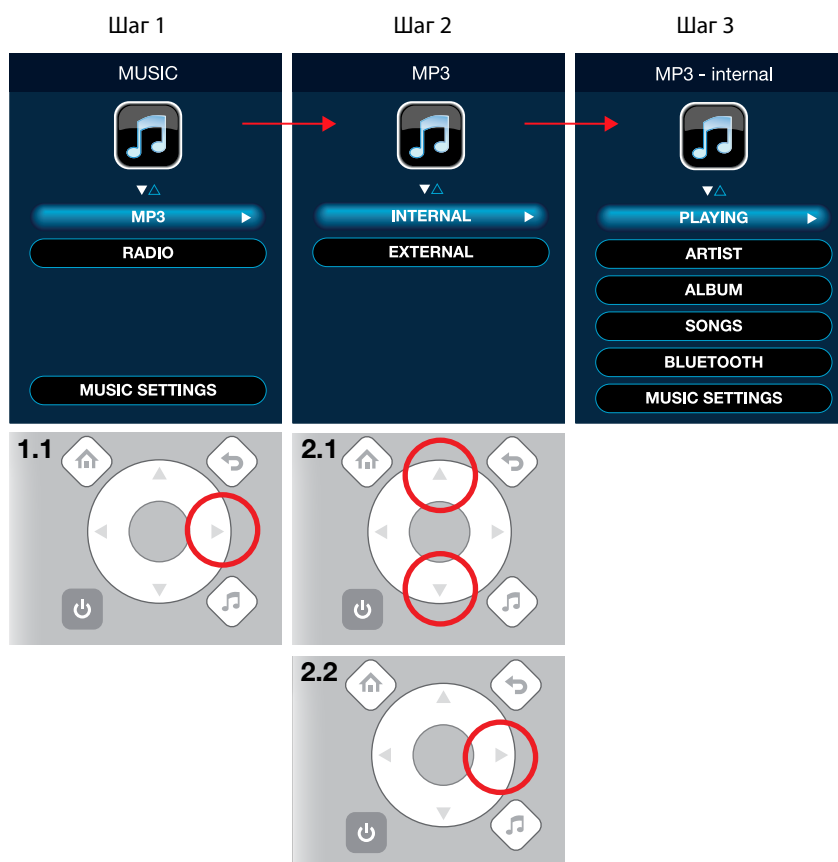 Шаг 1
Шаг 2
Шаг 3
MUSIC
MP3
RADIO
MUSIC SETTINGS
MP3
INTERNAL
EXTERNAL
MP3 - internal
PLAYING
ARTIST
ALBUM
SONGS
BLUETOOTH
MUSIC SETTINGS
1.1
2.1
2.2